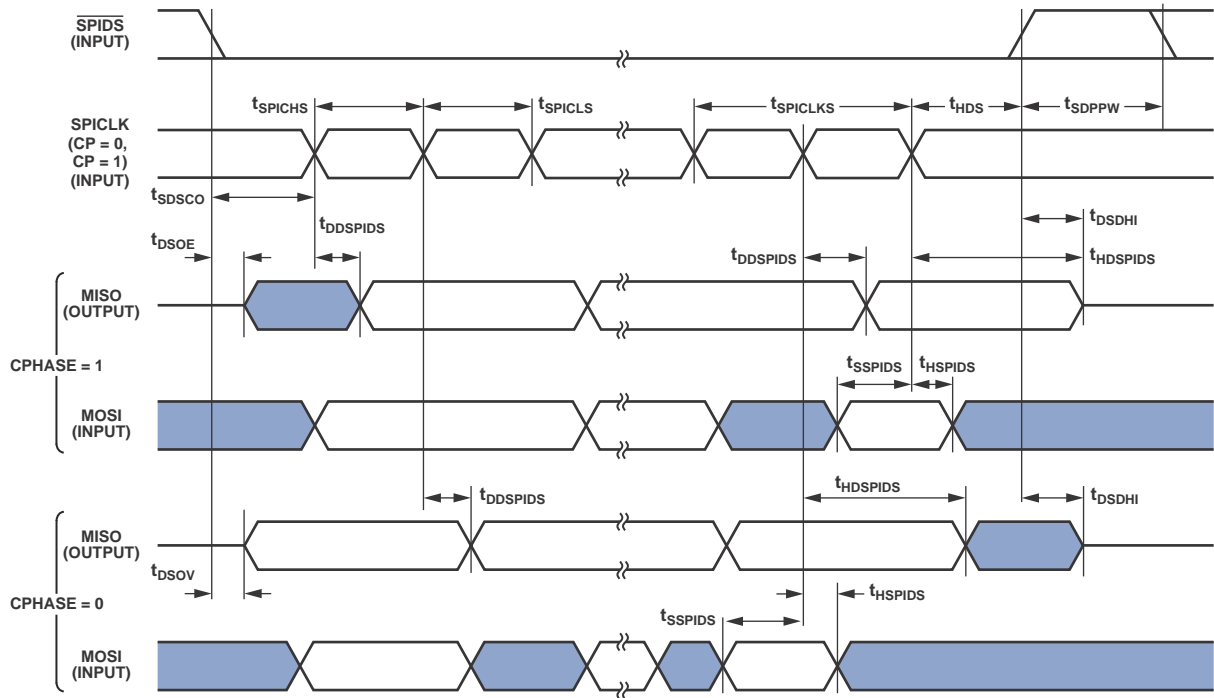 SPIDS
(INPUT)
tSPICHS
tSPICLS
tSPICLKS
tHDS
tSDPPW
SPICLK
(CP = 0,
CP = 1)
(INPUT)
tSDSCO
tDSOE
tDDSPIDS
tDSDHI
tDDSPIDS
tHDSPIDS
MISO
(OUTPUT)
CPHASE = 1
tSSPIDS
tHSPIDS
MOSI
(INPUT)
tDDSPIDS
tHDSPIDS
tDSDHI
MISO
(OUTPUT)
tDSOV
CPHASE = 0
tHSPIDS
tSSPIDS
MOSI
(INPUT)